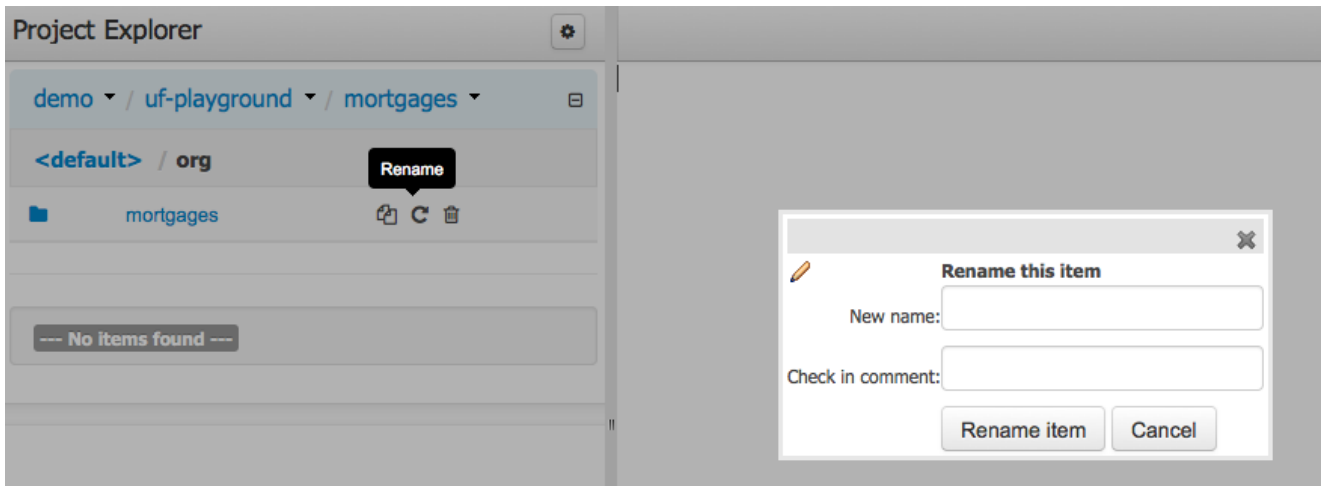 Project Explorer
demo / uf-playground / mortgages
<default> / org
Rename
mortgages
--- No items found ---
Rename this item
New name:
Check in comment:
Rename item Cancel